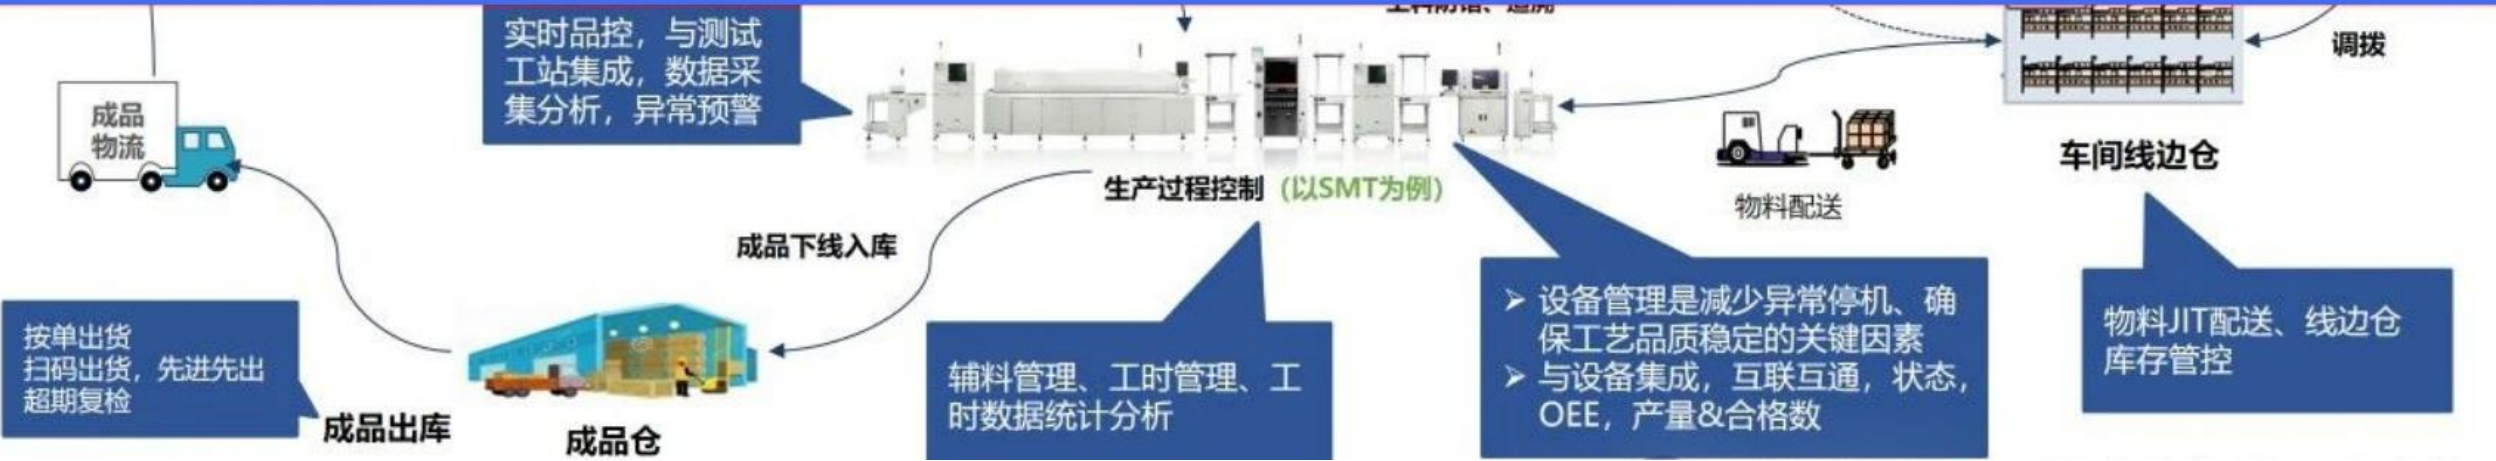 实时品控，与测试
工站集成，数据采
集分析，异常预警
调拨
成品
物流
车间线边仓
生产过程控制（以SMT为例）
物料配送
成品下线入库
按单出货
扫码出货，先进先出
超期复检
成品出库
成品仓
辅料管理、工时管理、工
时数据统计分析
➢ 设备管理是减少异常停机、确
保工艺品质稳定的关键因素
➢ 与设备集成，互联互通，状态，
OEE，产量&合格数
物料JIT配送、线边仓
库存管控